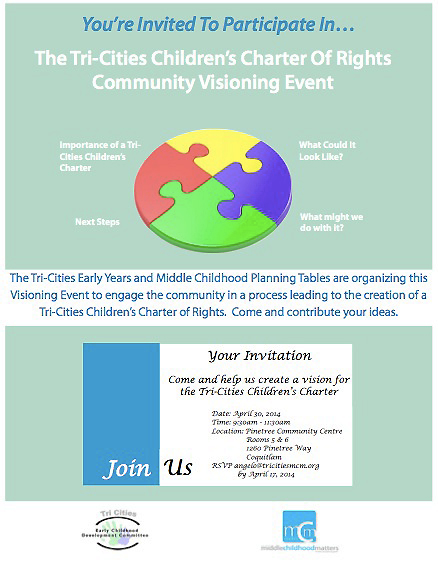 You're Invited To Participate In...
The Tri-Cities Children's Charter Of Rights
Community Visioning Event
Importance of a Tri-
Cities Children's
Charter
What Could It
Look Like?
Next Steps
What might we
do with it?
The Tri-Cities Early Years and Middle Childhood Planning Tables are organizing this
Visioning Event to engage the community in a process leading to the creation of a
Tri-Cities Children's Charter of Rights. Come and contribute your ideas.
Your Invitation
Come and help us create a vision for
the Tri-Cities Children's Charter
Date: April 30, 2014
Time: 9:30am - 11:30am
Location: Pinetree Community Centre
Rooms 5 & 6
1260 Pinetree Way
Coquitlam
RSVP angelo@tricitiesmcm.org
by April 17, 2014
Join Us
Tri Cities
Early Childhood
Development Committee
mcm
middlechildhoodmatters